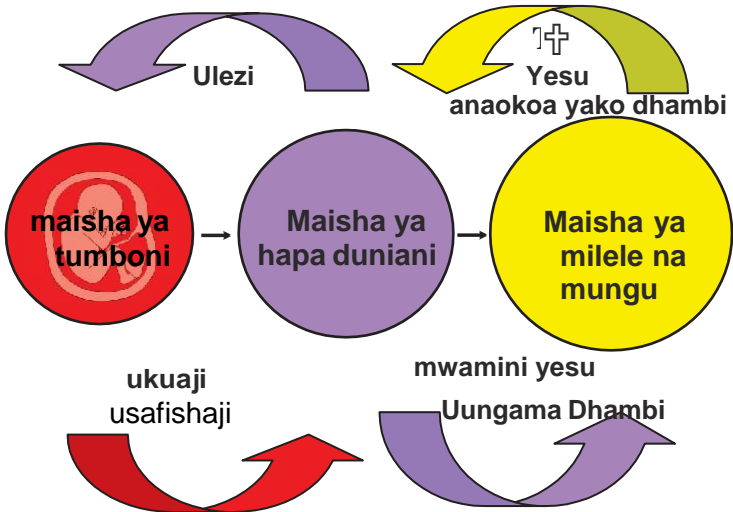 Ulezi
Yesu
anaokoa yako dhambi
maisha ya
tumboni
Maisha ya
hapa duniani
Maisha ya
milele na
mungu
ukuaji
usafishaji
mwamini yesu
Uungama Dhambi